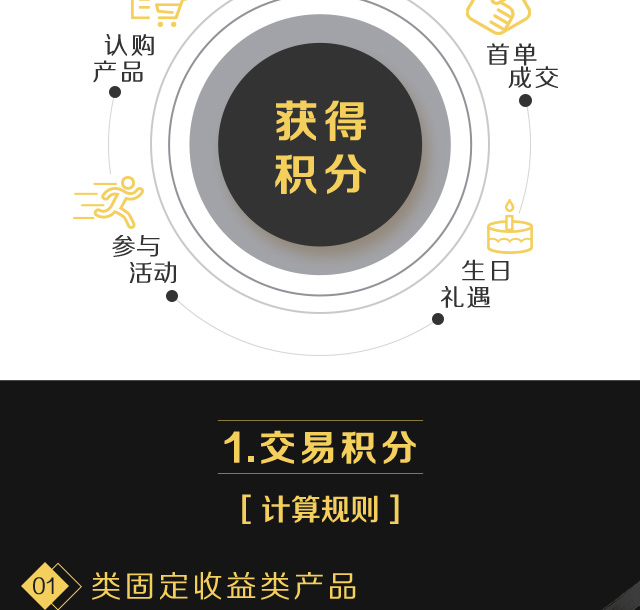 认购
产品
首单
成交
获得
积分
参与
活动
生日
礼遇
1.交易积分
[ 计算规则 ]
01 类固定收益类产品